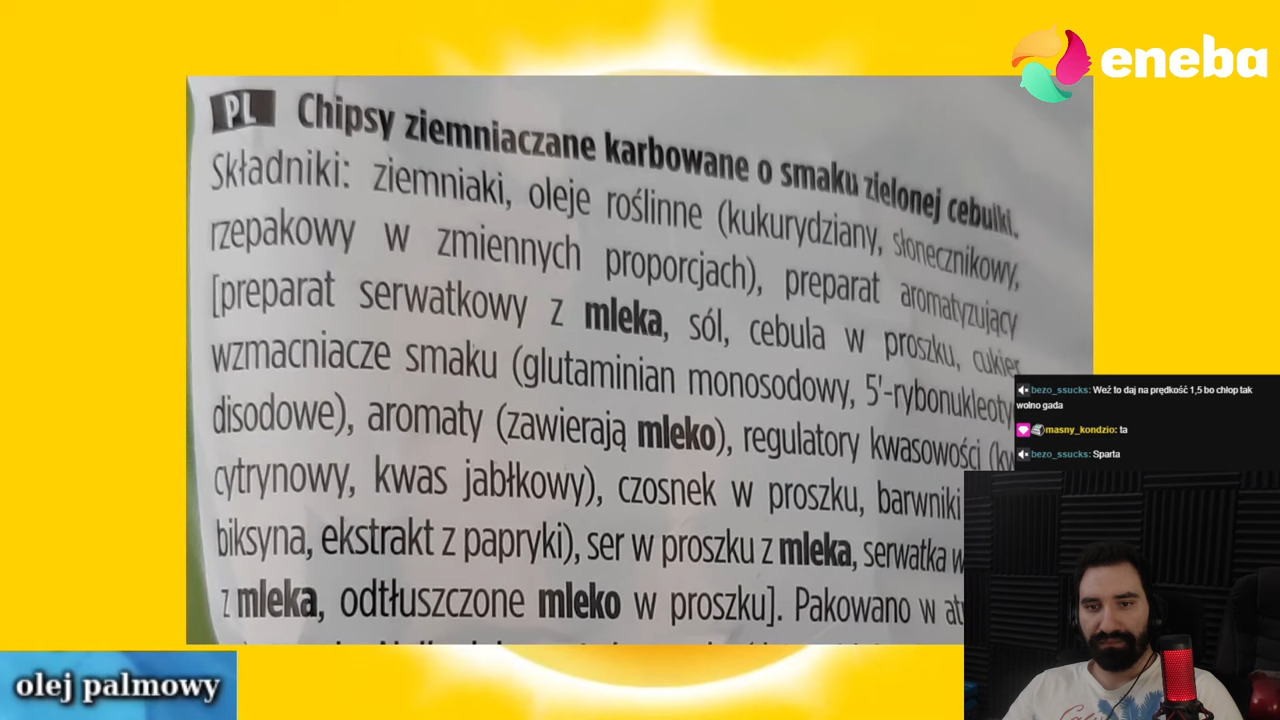 eneba
PL Chipsy ziemniaczane karbowane o smaku zielonej cebulki.
Składniki: ziemniaki, oleje roślinne (kukurydziany, słonecznikowy,
rzepakowy w zmiennych proporcjach), preparat aromatyzujący
[preparat serwatkowy z mleka, sól, cebula w proszku, cukier
wzmacniacze smaku (glutaminian monosodowy, 5'-rybonukleoty
disodowe), aromaty (zawierają mleko), regulatory kwasowości
cytrynowy, kwas jabłkowy), czosnek w proszku, barwniki
biksyna, ekstrakt z papryki), ser w proszku z mleka, serwatka w
z mleka, odtłuszczone mleko w proszku]. Pakowano w
bezo_ssucks: Weź to daj na prędkość 1,5 bo chłop tak
wolno gada
masny_kondzio: ta
bezo_ssucks: Sparta
olej palmowy